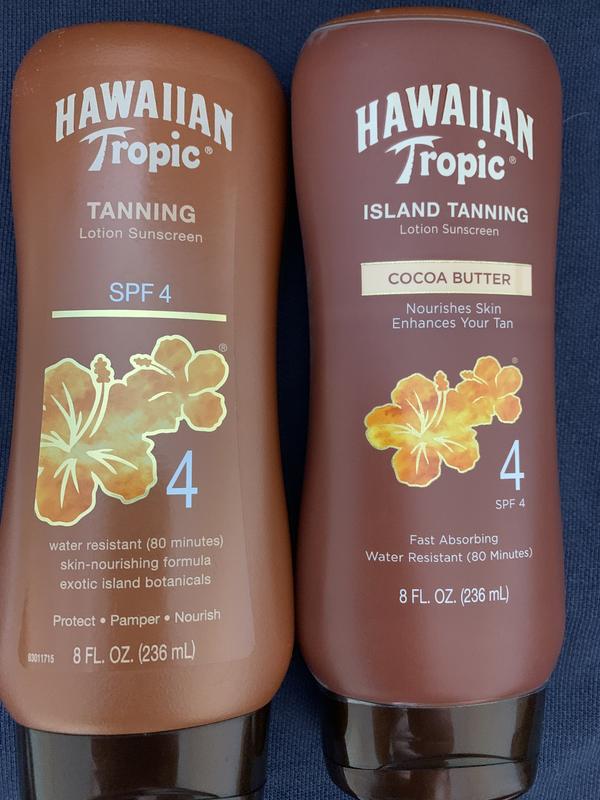 HAWAIIAN
Tropic®
TANNING
Lotion Sunscreen
SPF 4
®
4
water resistant (80 minutes)
skin-nourishing formula
exotic island botanicals
Protect • Pamper • Nourish
83011715 8 FL. OZ. (236 mL)
HAWAIIAN
Tropic®
ISLAND TANNING
Lotion Sunscreen
COCOA BUTTER
Nourishes Skin
Enhances Your Tan
®
4
SPF 4
Fast Absorbing
Water Resistant (80 Minutes)
8 FL. OZ. (236 mL)